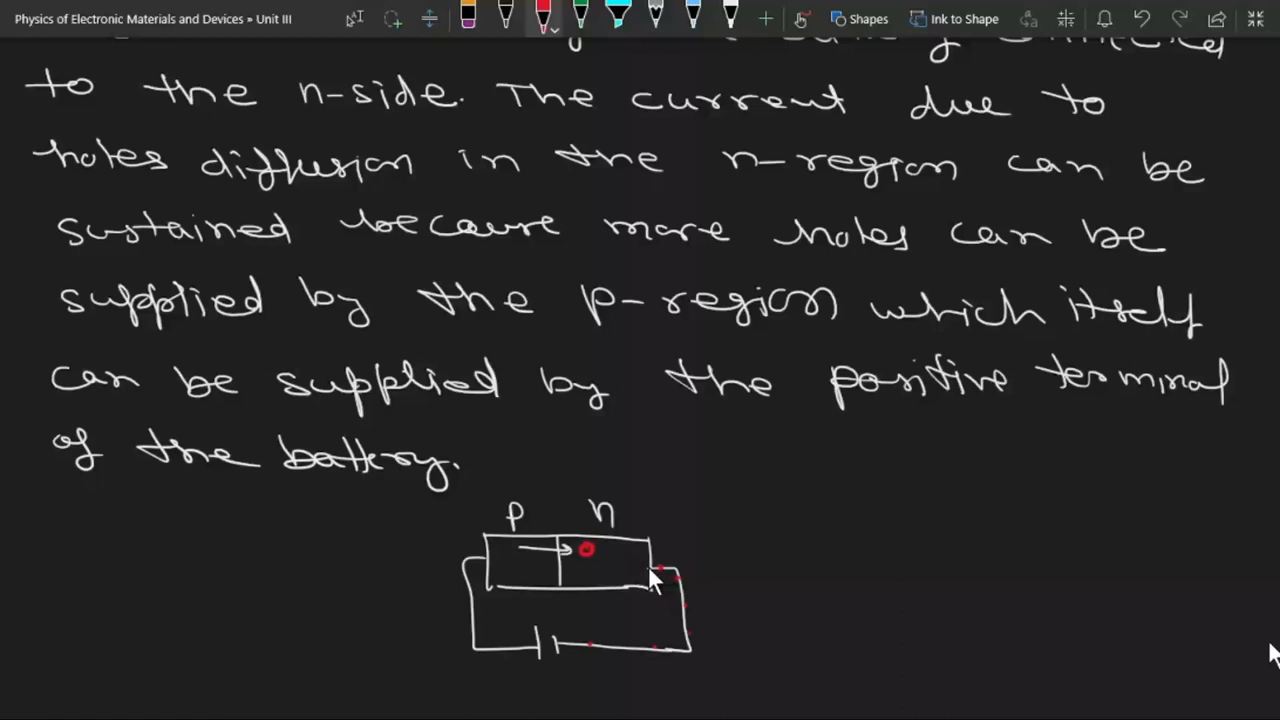 Physics of Electronic Materials and Devices » Unit III
Shapes
Ink to Shape
to the n-side. The current due to
holes diffusion in the n-region can be
sustained because more holes can be
supplied by the p-region which itself
can be supplied by the positive terminal
of the battery.
p n